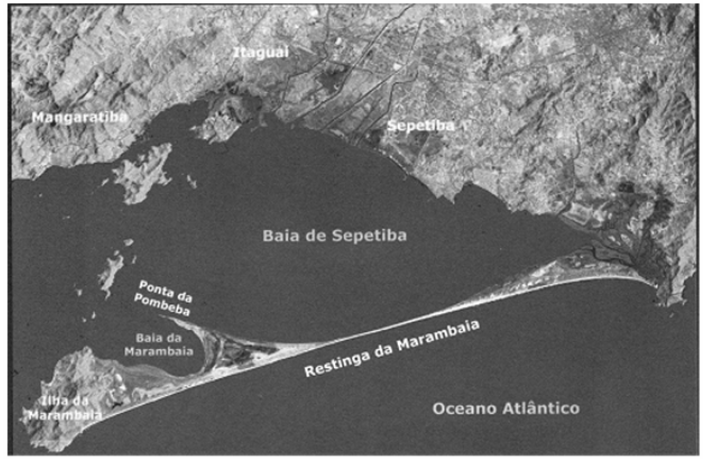 Itaguai
Mangaratiba
Sepetiba
Baia de Sepetiba
Ponta da
Pombeba
Baia da
Marambaia
Restinga da Marambaia
Ilha da
Marambaia
Oceano Atlântico